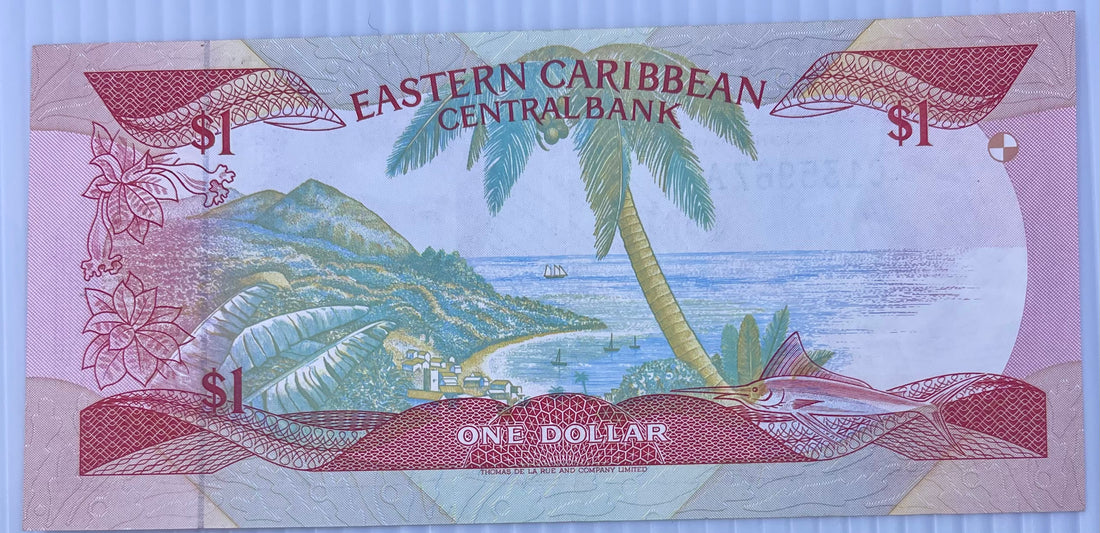 EASTERN CARIBBEAN
CENTRAL BANK
$1
$1
$1
ONE DOLLAR
THOMAS DE LA RUE AND COMPANY LIMITED